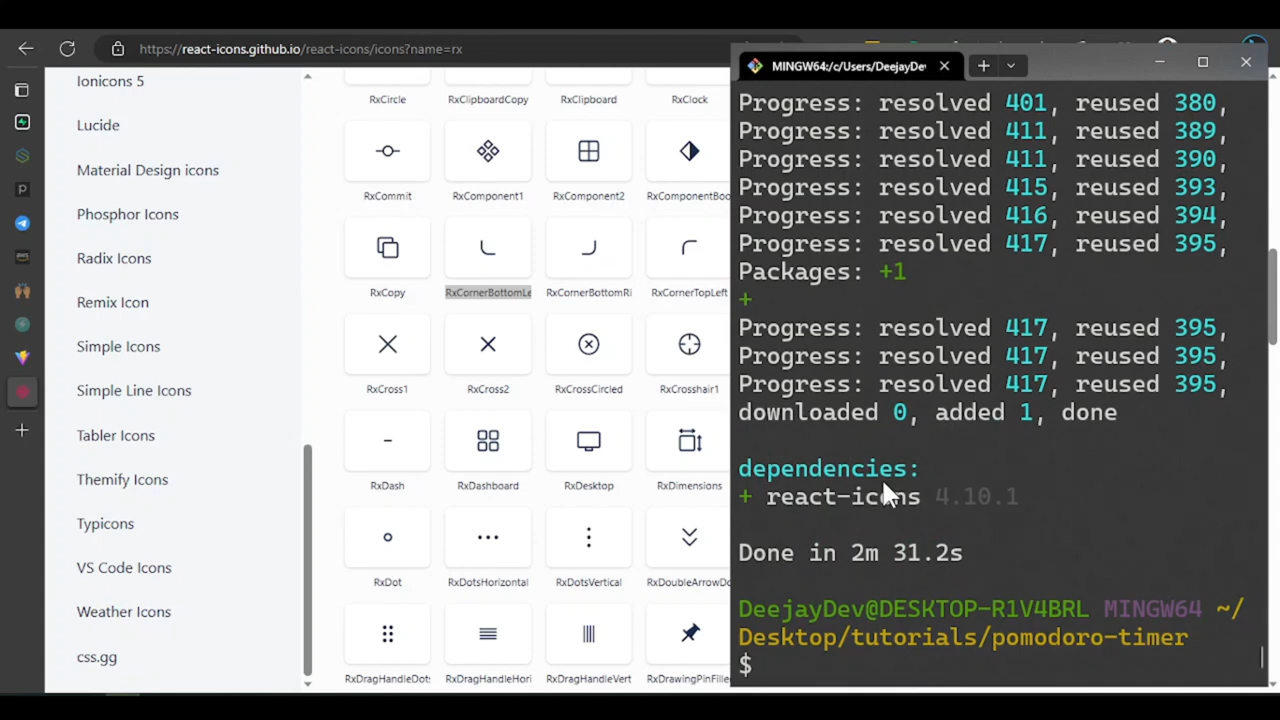 https://react-icons.github.io/react-icons/icons?name=rx
Ionicons 5
Lucide
Material Design icons
Phosphor Icons
Radix Icons
Remix Icon
Simple Icons
Simple Line Icons
Tabler Icons
Themify Icons
Typicons
VS Code Icons
Weather Icons
css.gg
RxCircle RxClipboardCopy RxClipboard RxClock
RxCommit RxComponent1 RxComponent2 RxComponentBoo
RxCopy RxCornerBottomLe RxCornerBottomRi RxCornerTopLeft
RxCross1 RxCross2 RxCrossCircled RxCrosshair1
RxDash RxDashboard RxDesktop RxDimensions
RxDot RxDotsHorizontal RxDotsVertical RxDoubleArrowDo
RxDragHandleDots RxDragHandleHori RxDragHandleVert RxDrawingPinFille
MINGW64:/c/Users/DeejayDev
Progress: resolved 401, reused 380,
Progress: resolved 411, reused 389,
Progress: resolved 411, reused 390,
Progress: resolved 415, reused 393,
Progress: resolved 416, reused 394,
Progress: resolved 417, reused 395,
Packages: +1
+
Progress: resolved 417, reused 395,
Progress: resolved 417, reused 395,
Progress: resolved 417, reused 395,
downloaded 0, added 1, done
dependencies:
+ react-icons 4.10.1
Done in 2m 31.2s
DeejayDev@DESKTOP-R1V4BRL MINGW64 ~/
Desktop/tutorials/pomodoro-timer
$